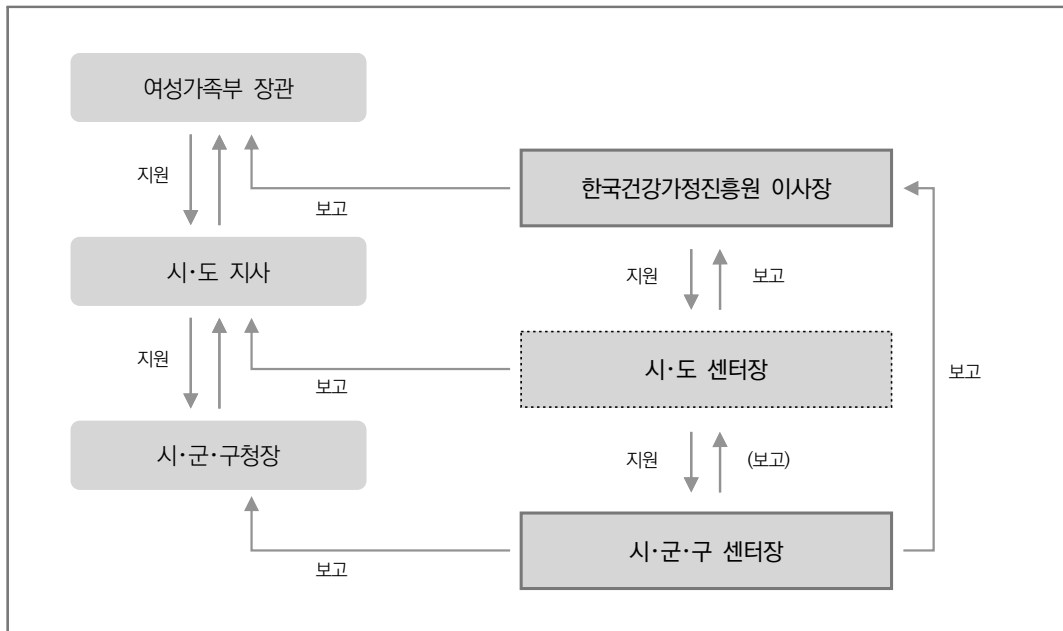 여성가족부 장관
지원
보고
한국건강가정진흥원 이사장
시·도 지사
지원
보고
지원
보고
시·도 센터장
보고
시·군·구청장
지원
(보고)
보고
시·군·구 센터장